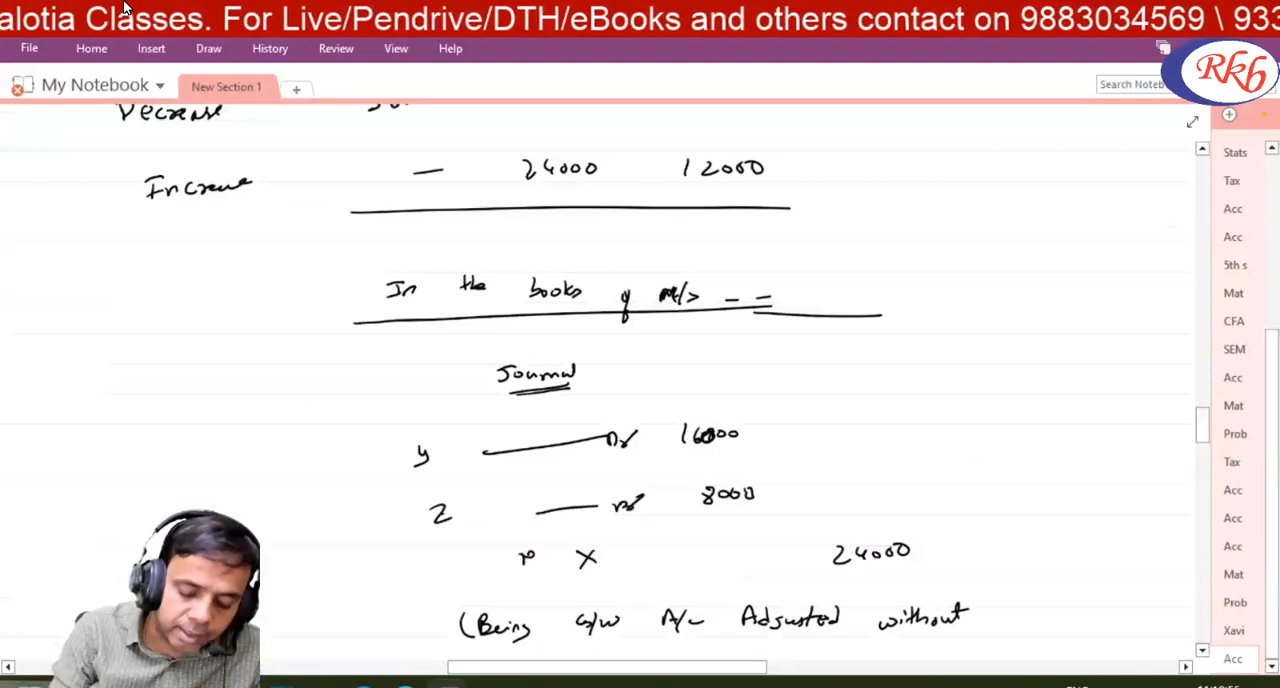 alotia Classes. For Live/Pendrive/DTH/eBooks and others contact on 9883034569 \ 933
File Home Insert Draw History Review View Help
My Notebook New Section 1 + Search Noteb
Rkb
Decrease
Stats
Increase — 24000 12000
Tax
Acc
Acc
5th s
In the books of M/s – –
Mat
CFA
SEM
Journal
Acc
Mat
y Dr 16000
Prob
Tax
Z Dr 8000
Acc
Acc
To X 24000
Acc
Mat
Prob
(Being G/W A/C Adjusted without
Xavi
Acc